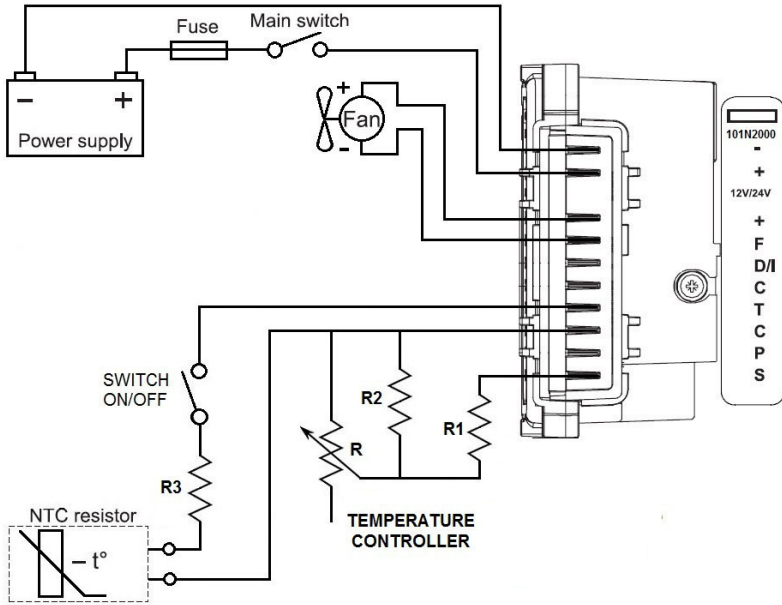 Fuse
Main switch
− +
Power supply
+
Fan
-
101N2000
-
+
12V/24V
+
F
D/I
C
T
C
P
S
SWITCH
ON/OFF
R2
R1
R
R3
TEMPERATURE
CONTROLLER
NTC resistor
– t°